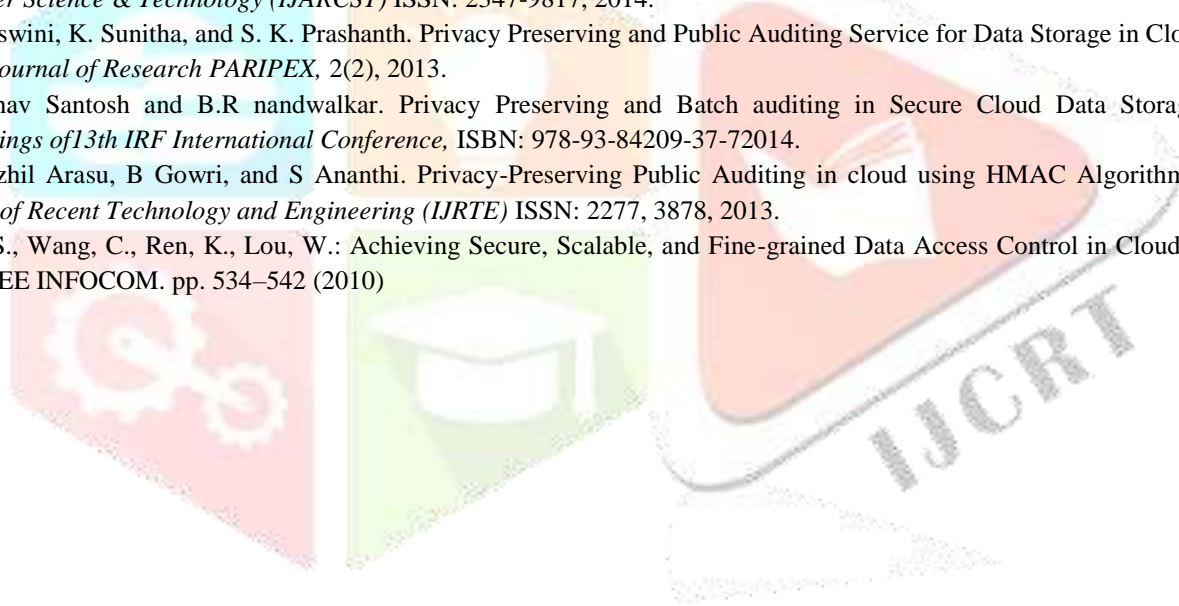 er Science & Technology (IJARCST) ISSN: 2347-9817, 2014.
swini, K. Sunitha, and S. K. Prashanth. Privacy Preserving and Public Auditing Service for Data Storage in Clo
ournal of Research PARIPEX, 2(2), 2013.
nav Santosh and B.R nandwalkar. Privacy Preserving and Batch auditing in Secure Cloud Data Storag
ings of13th IRF International Conference, ISBN: 978-93-84209-37-72014.
zhil Arasu, B Gowri, and S Ananthi. Privacy-Preserving Public Auditing in cloud using HMAC Algorithm
of Recent Technology and Engineering (IJRTE) ISSN: 2277, 3878, 2013.
S., Wang, C., Ren, K., Lou, W.: Achieving Secure, Scalable, and Fine-grained Data Access Control in Cloud
EE INFOCOM. pp. 534–542 (2010)
IJCRT